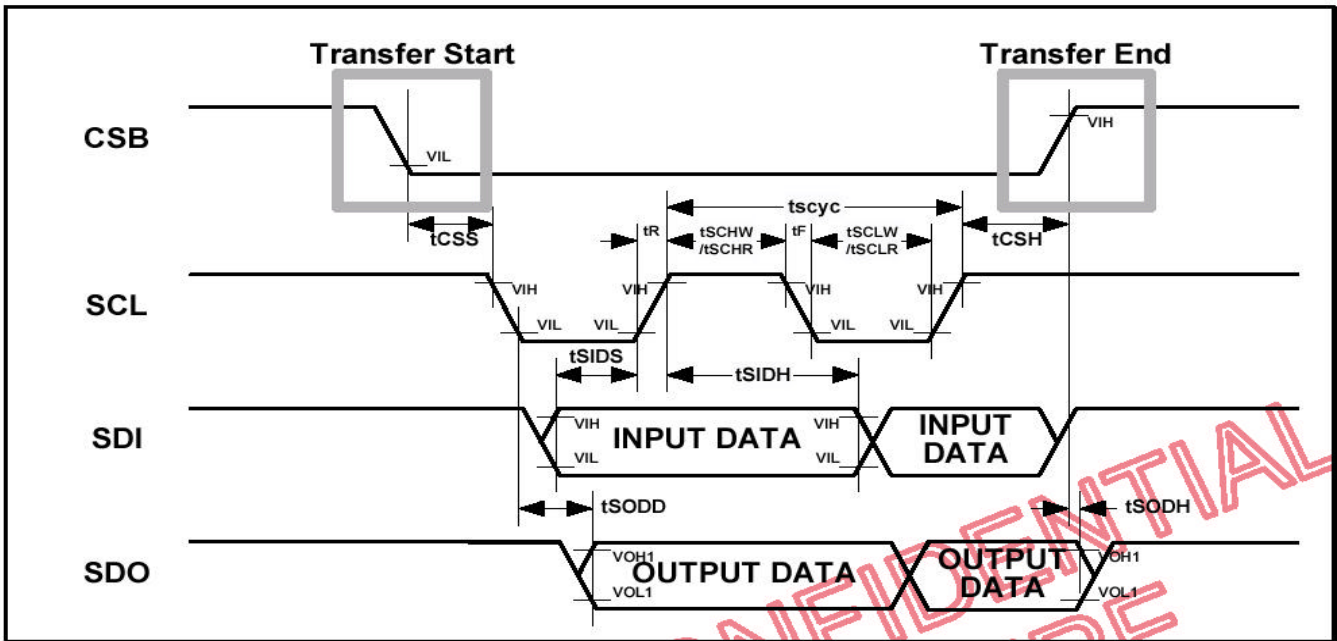 Transfer Start
Transfer End
CSB
VIL
VIH
tCSS
tscyc
tCSH
tR
tSCHW
/tSCHR
tF
tSCLW
/tSCLR
SCL
VIH
VIH
VIH
VIH
VIL
VIL
VIL
VIL
tSIDS
tSIDH
SDI
VIH
VIL
INPUT DATA
VIH
VIL
INPUT
DATA
tSODD
tSODH
SDO
VOH1
VOL1
OUTPUT DATA
OUTPUT
DATA
VOH1
VOL1
CONFIDENTIAL